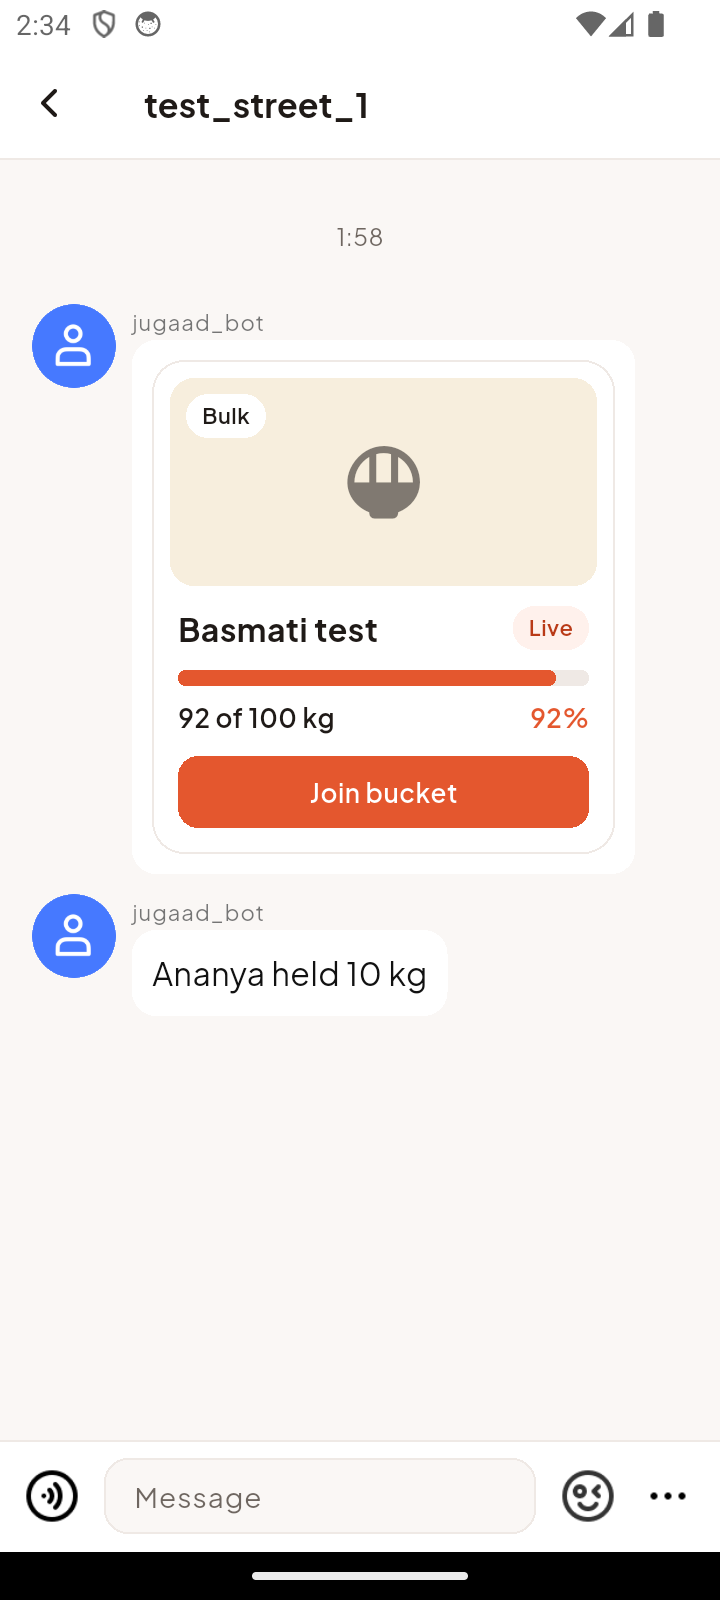 2:34
test_street_1
1:58
jugaad_bot
Bulk
Basmati test
Live
92 of 100 kg
92%
Join bucket
jugaad_bot
Ananya held 10 kg
Message